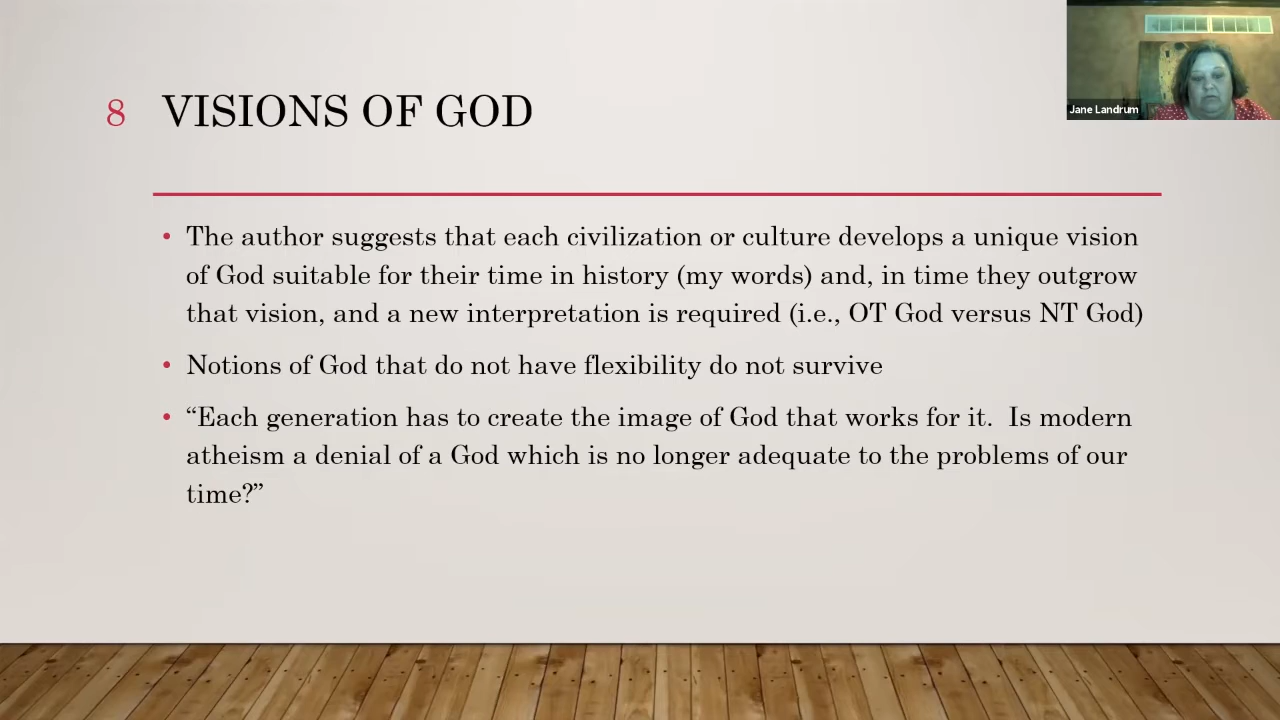 8 VISIONS OF GOD
Jane Landrum
• The author suggests that each civilization or culture develops a unique vision
of God suitable for their time in history (my words) and, in time they outgrow
that vision, and a new interpretation is required (i.e., OT God versus NT God)
• Notions of God that do not have flexibility do not survive
• “Each generation has to create the image of God that works for it.  Is modern
atheism a denial of a God which is no longer adequate to the problems of our
time?”